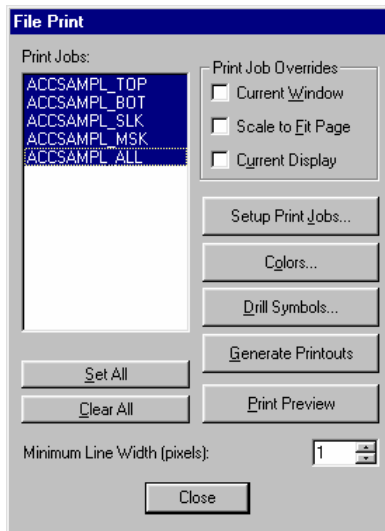 File Print
Print Jobs:
ACCSAMPL_TOP
ACCSAMPL_BOT
ACCSAMPL_SLK
ACCSAMPL_MSK
ACCSAMPL_ALL
Print Job Overrides
Current Window
Scale to Fit Page
Current Display
Setup Print Jobs...
Colors...
Drill Symbols...
Generate Printouts
Print Preview
Set All
Clear All
Minimum Line Width (pixels):
1
Close